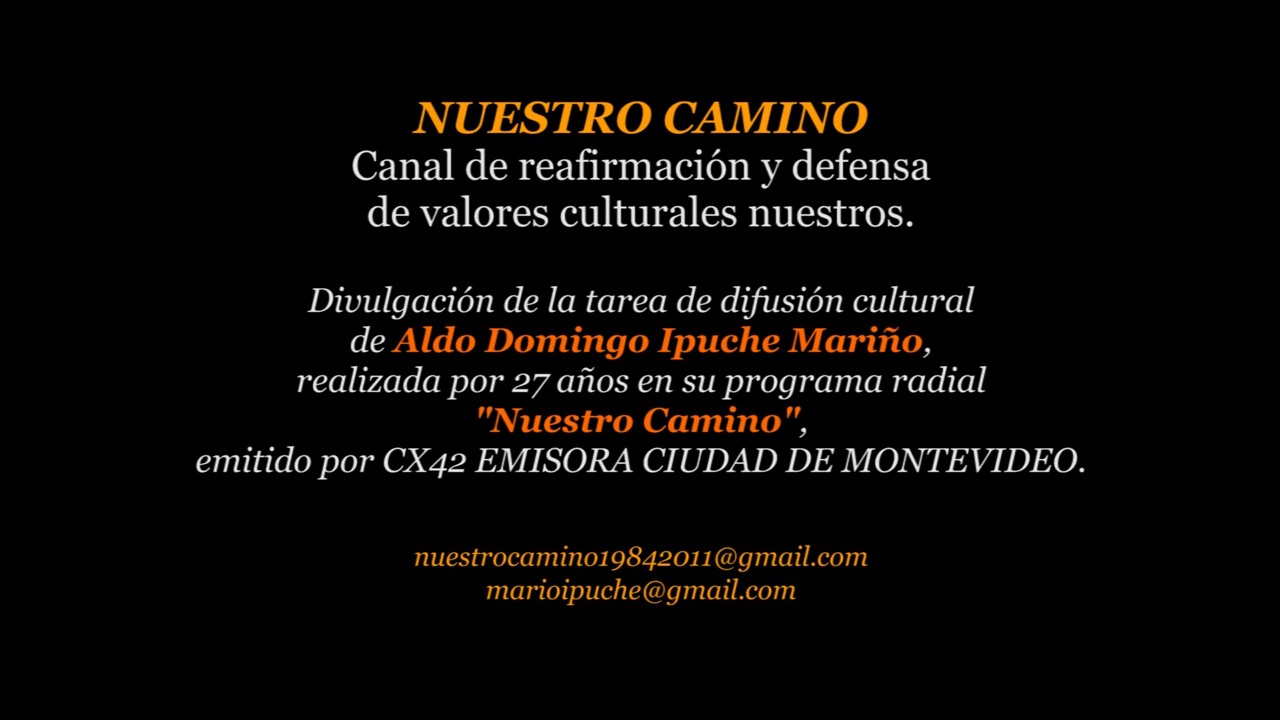 NUESTRO CAMINO
Canal de reafirmación y defensa
de valores culturales nuestros.
Divulgación de la tarea de difusión cultural
de Aldo Domingo Ipuche Mariño,
realizada por 27 años en su programa radial
"Nuestro Camino",
emitido por CX42 EMISORA CIUDAD DE MONTEVIDEO.
nuestrocamino19842011@gmail.com
marioipuche@gmail.com